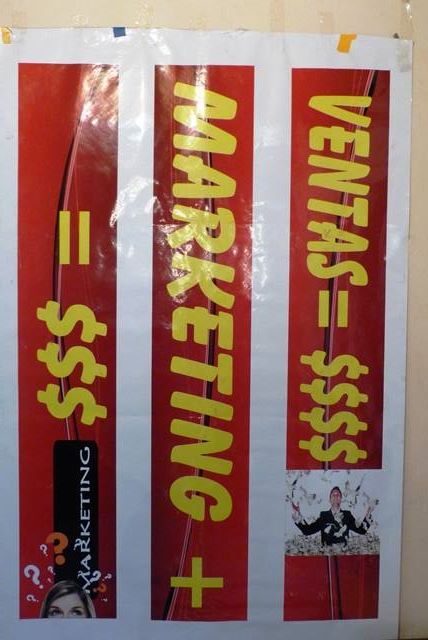 = $$$
MARKETING
? ? ? ? ?
MARKETING +
VENTAS = $$$$